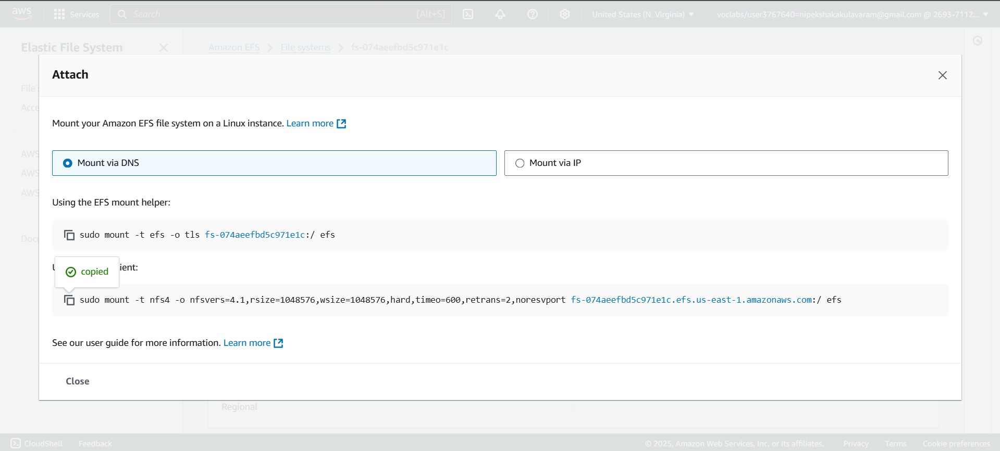 aws
Services
Search
[Alt+S]
United States (N. Virginia)
voclabs/user3767640=nipekshakakulavaram@gmail.com @ 2693-7112...
Elastic File System
Amazon EFS
File systems
fs-074aeefbd5c971e1c
File
Acce
AWS
AWS
AWS
Docu
Attach
Mount your Amazon EFS file system on a Linux instance. Learn more
Mount via DNS
Mount via IP
Using the EFS mount helper:
sudo mount -t efs -o tls fs-074aeefbd5c971e1c:/ efs
ient:
copied
sudo mount -t nfs4 -o nfsvers=4.1,rsize=1048576,wsize=1048576,hard,timeo=600,retrans=2,noresvport fs-074aeefbd5c971e1c.efs.us-east-1.amazonaws.com:/ efs
See our user guide for more information. Learn more
Close
Regional
CloudShell
Feedback
© 2025, Amazon Web Services, Inc. or its affiliates.
Privacy
Terms
Cookie preferences